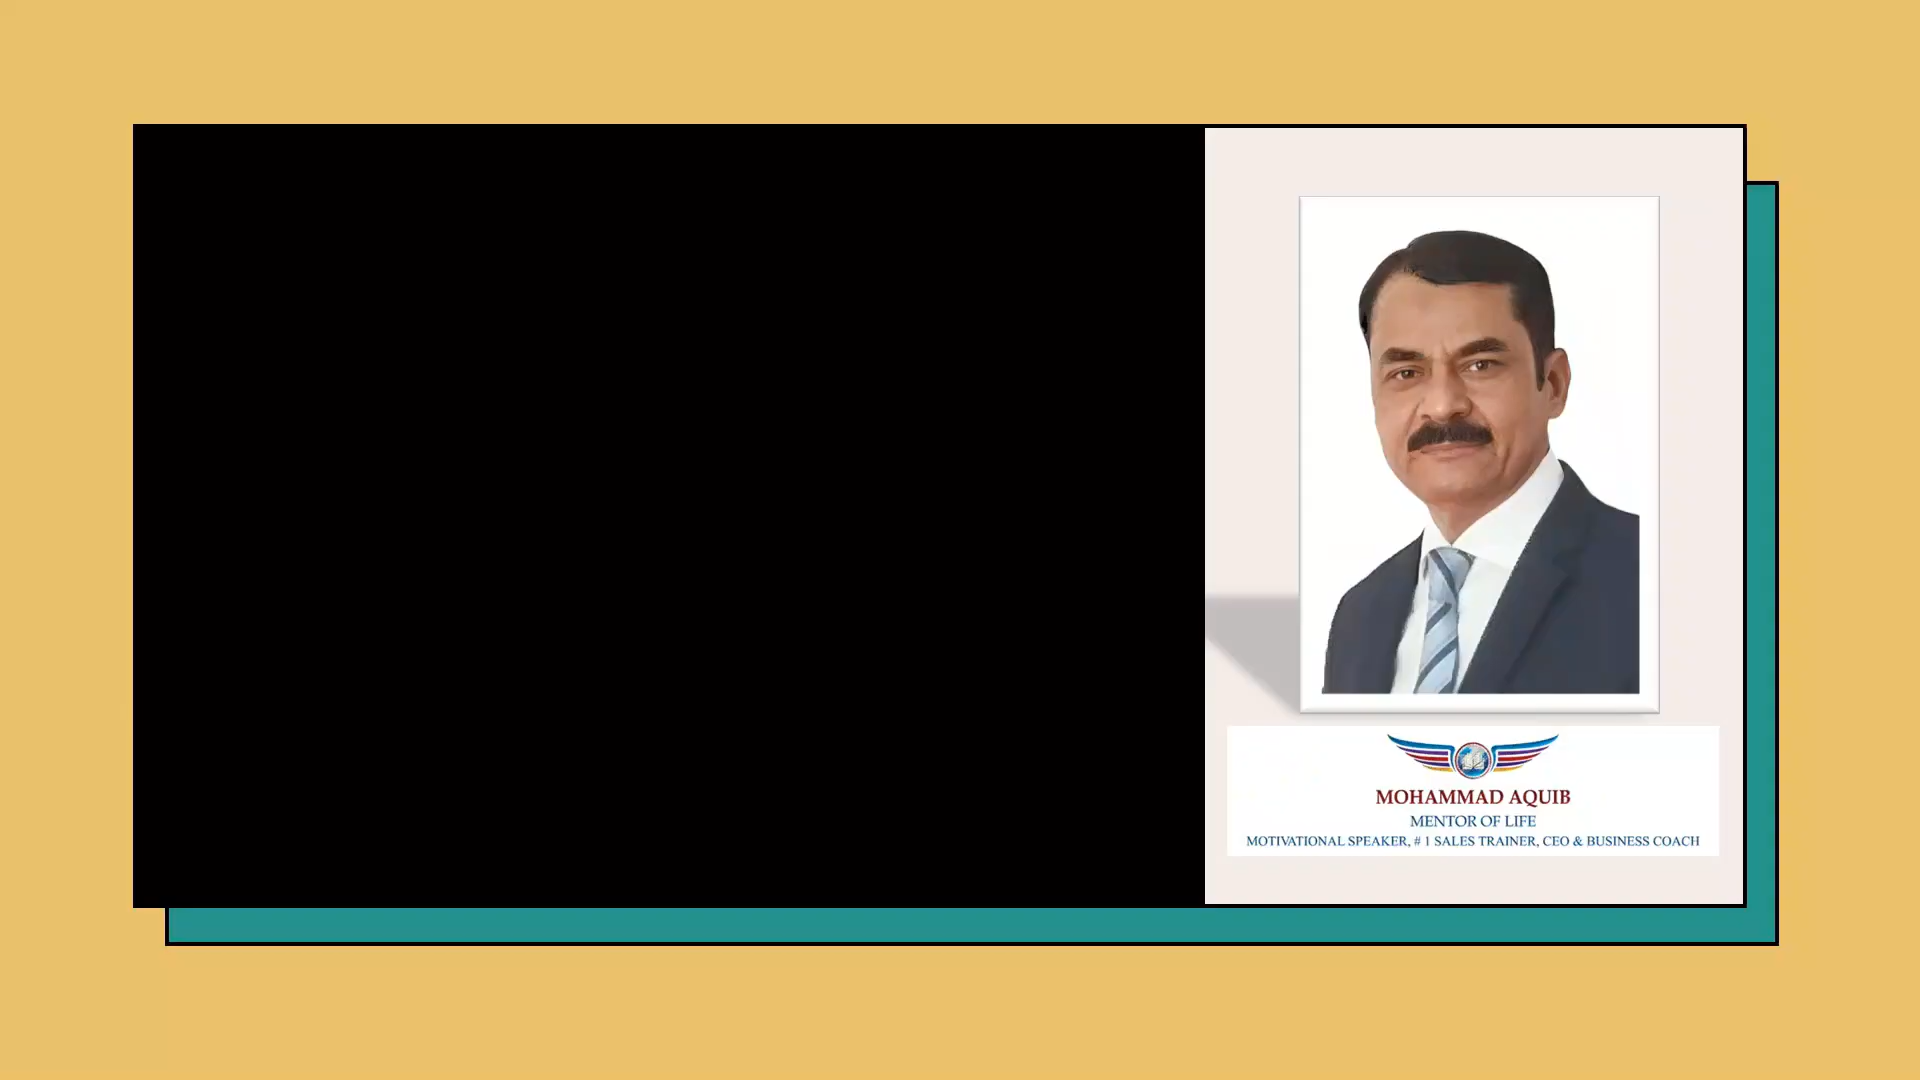 MOHAMMAD AQUIB
MENTOR OF LIFE
MOTIVATIONAL SPEAKER, # 1 SALES TRAINER, CEO & BUSINESS COACH